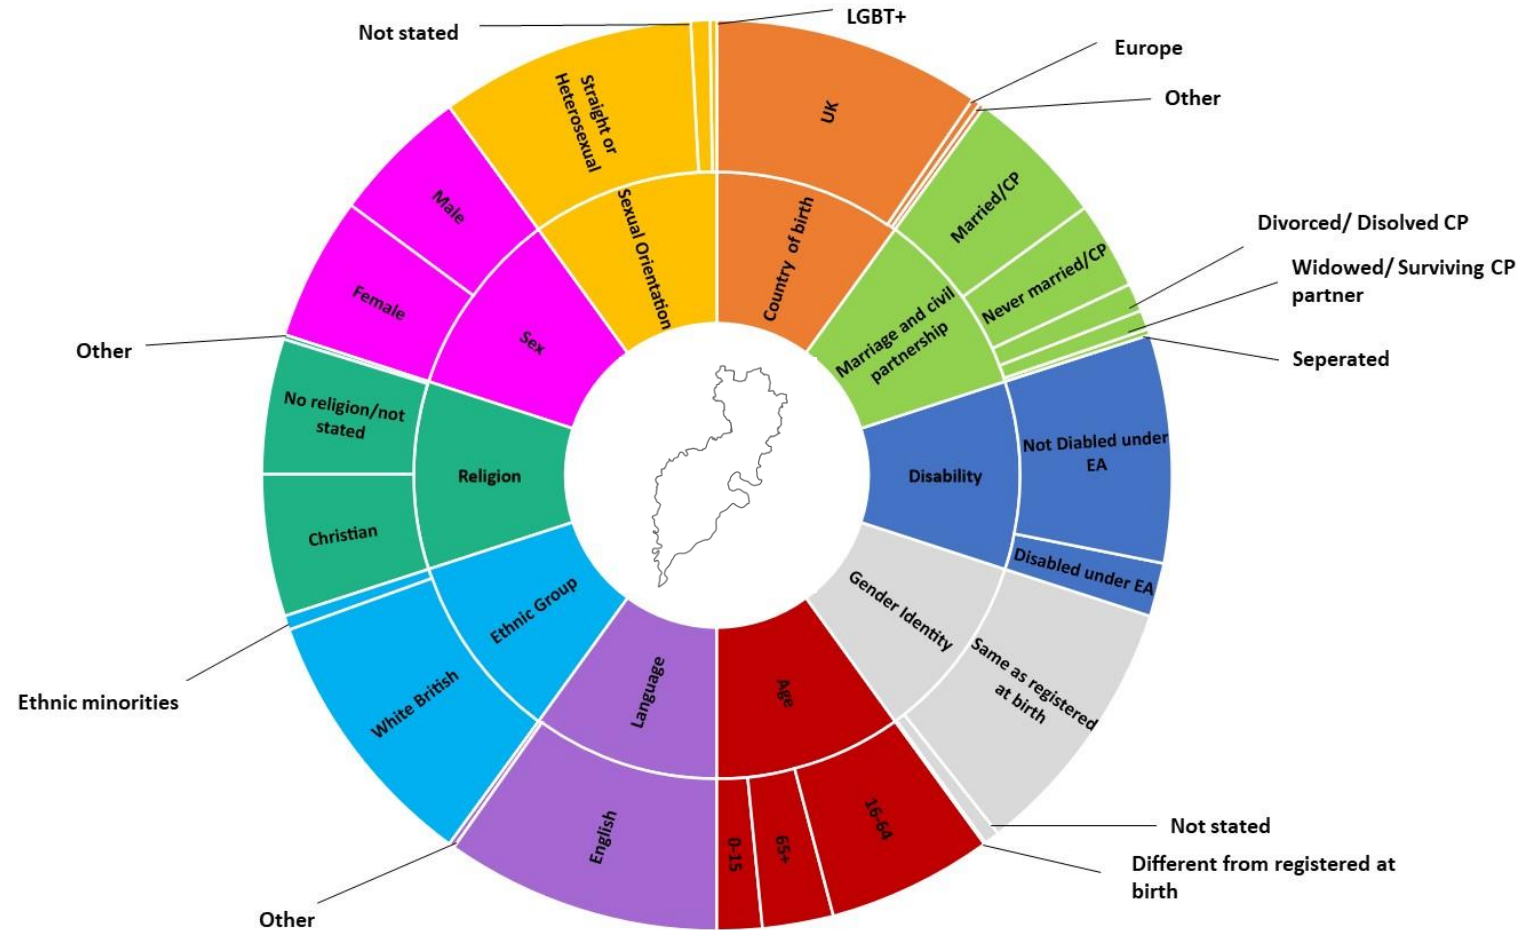 LGBT+
Not stated
Europe
Other
Straight or
Heterosexual
UK
Married/CP
Male
Sexual Orientation
Country of birth
Never married/CP
Divorced/ Disolved CP
Widowed/ Surviving CP
partner
Female
Sex
Marriage and civil
partnership
Other
Seperated
No religion/not
stated
Religion
Disability
Not Diabled under
EA
Christian
Disabled under EA
Ethnic Group
Gender Identity
Language
Age
Same as registered
at birth
Ethnic minorities
White British
English
0-15
65+
16-64
Not stated
Different from registered at
birth
Other